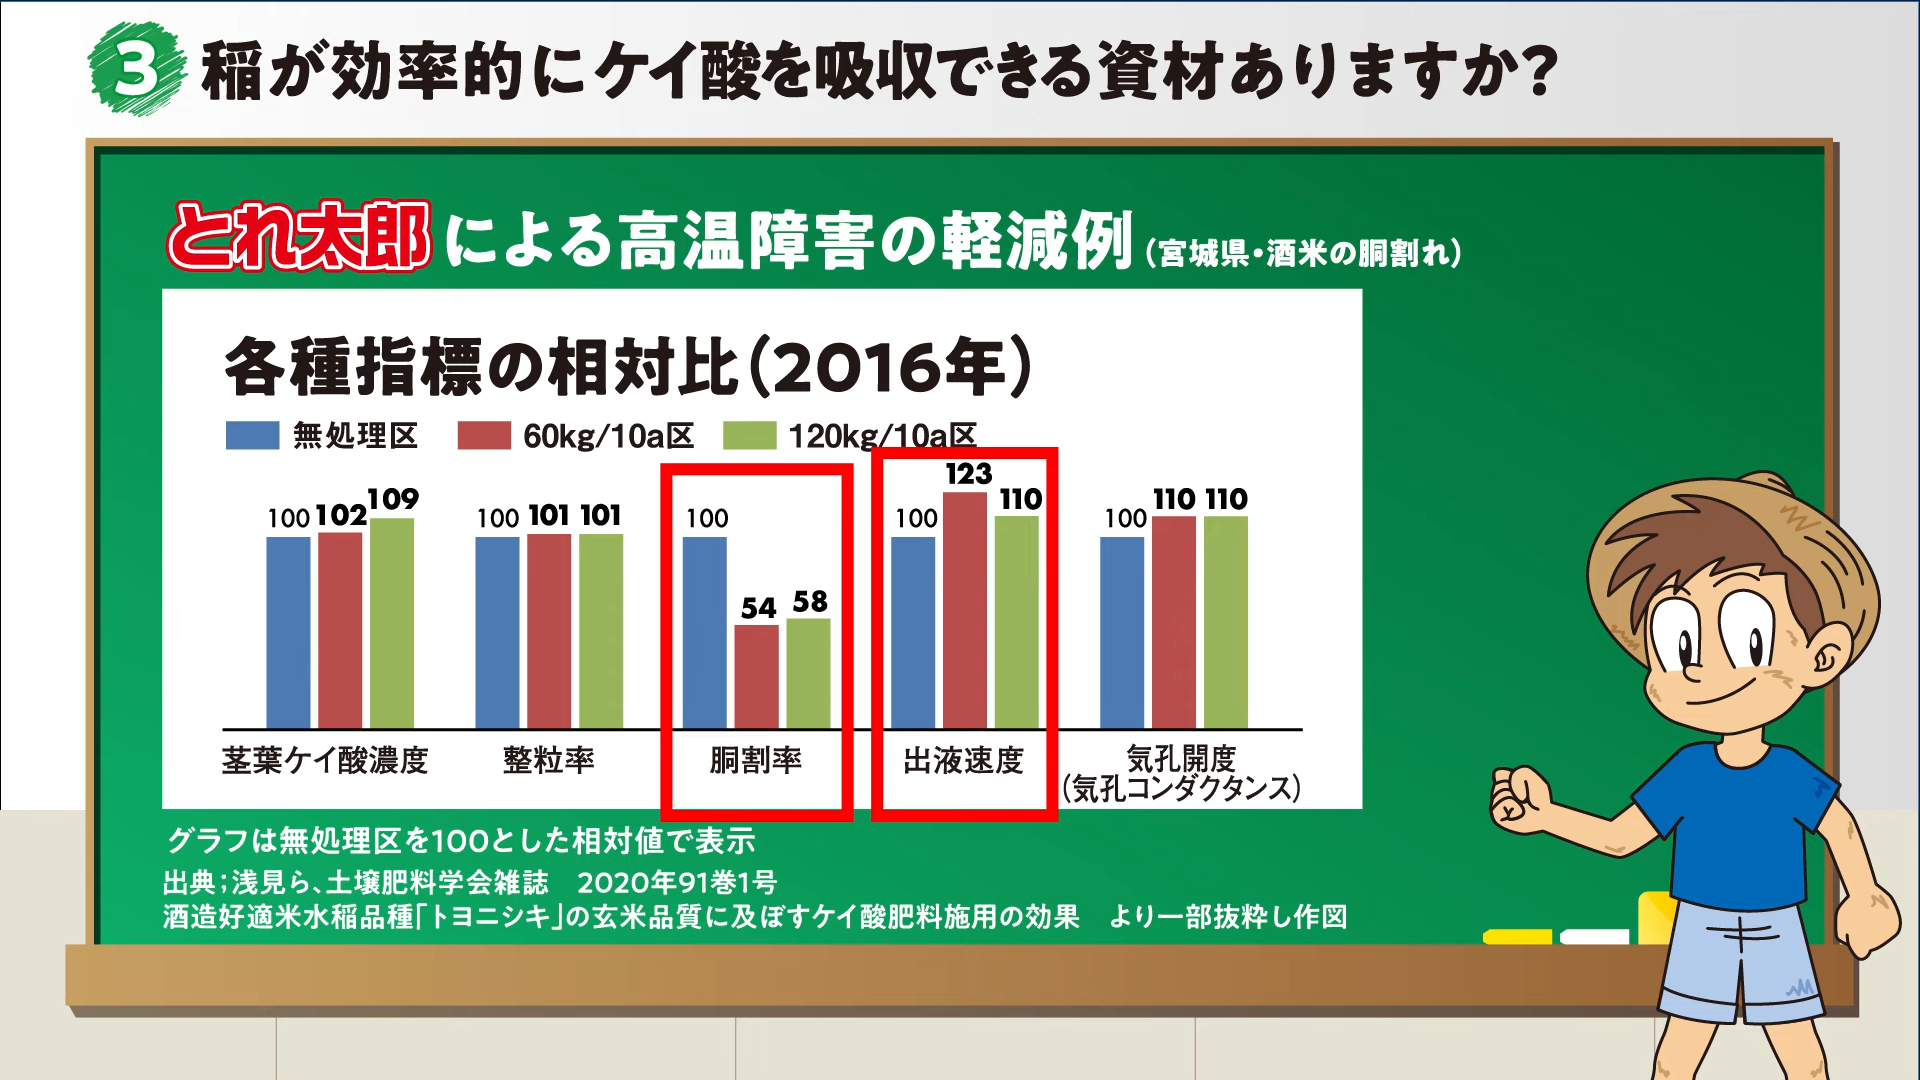 3 稲が効率的にケイ酸を吸収できる資材ありますか?
とれ太郎による高温障害の軽減例(宮城県・酒米の胴割れ)
各種指標の相対比(2016年)
無処理区 60kg/10a区 120kg/10a区
100 102 109
100 101 101
100 54 58
100 123 110
100 110 110
茎葉ケイ酸濃度 整粒率 胴割率 出液速度 気孔開度
(気孔コンダクタンス)
グラフは無処理区を100とした相対値で表示
出典;浅見ら、土壌肥料学会雑誌 2020年91巻1号
酒造好適米水稲品種「トヨニシキ」の玄米品質に及ぼすケイ酸肥料施用の効果 より一部抜粋し作図